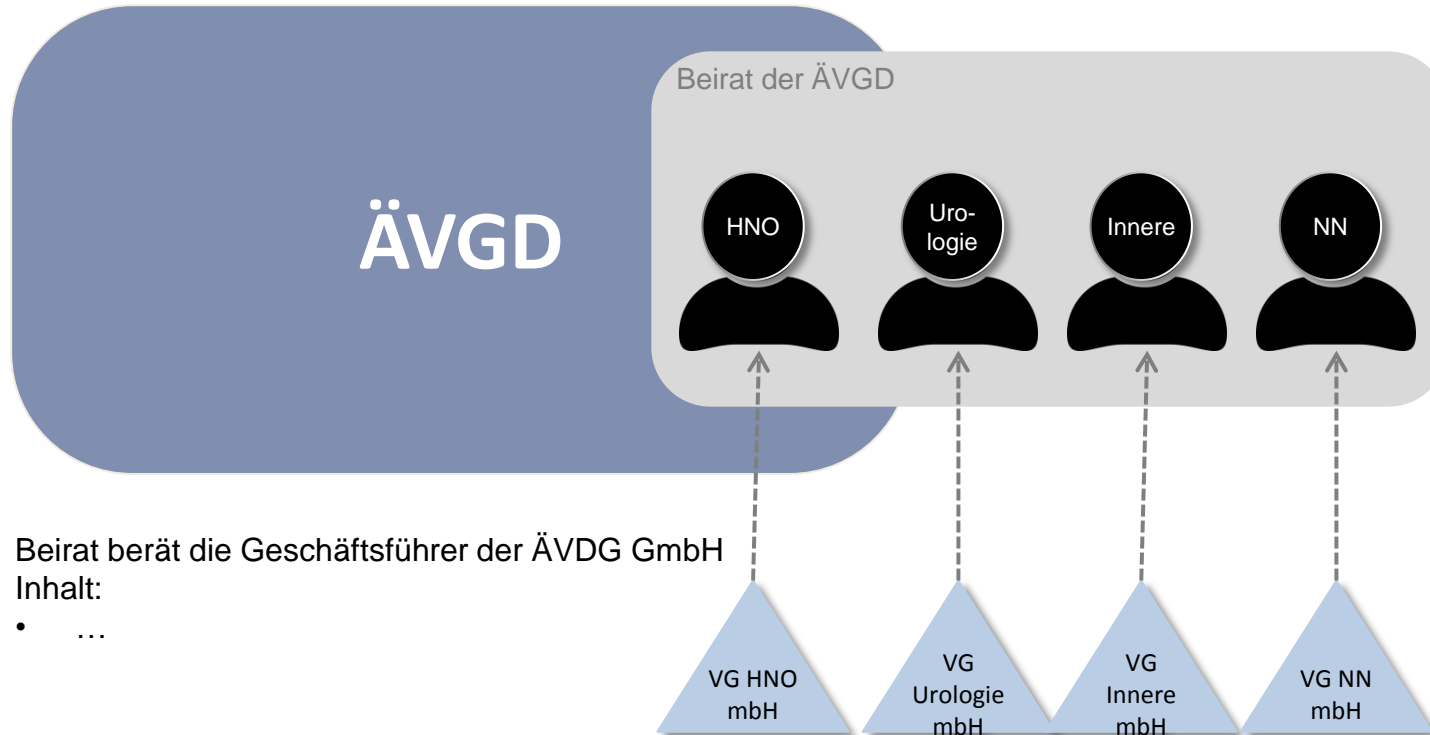 Beirat der ÄVGD
ÄVGD
HNO
Uro-
logie
Innere
NN
Beirat berät die Geschäftsführer der ÄVDG GmbH
Inhalt:
• …
VG HNO
mbH
VG
Urologie
mbH
VG
Innere
mbH
VG NN
mbH